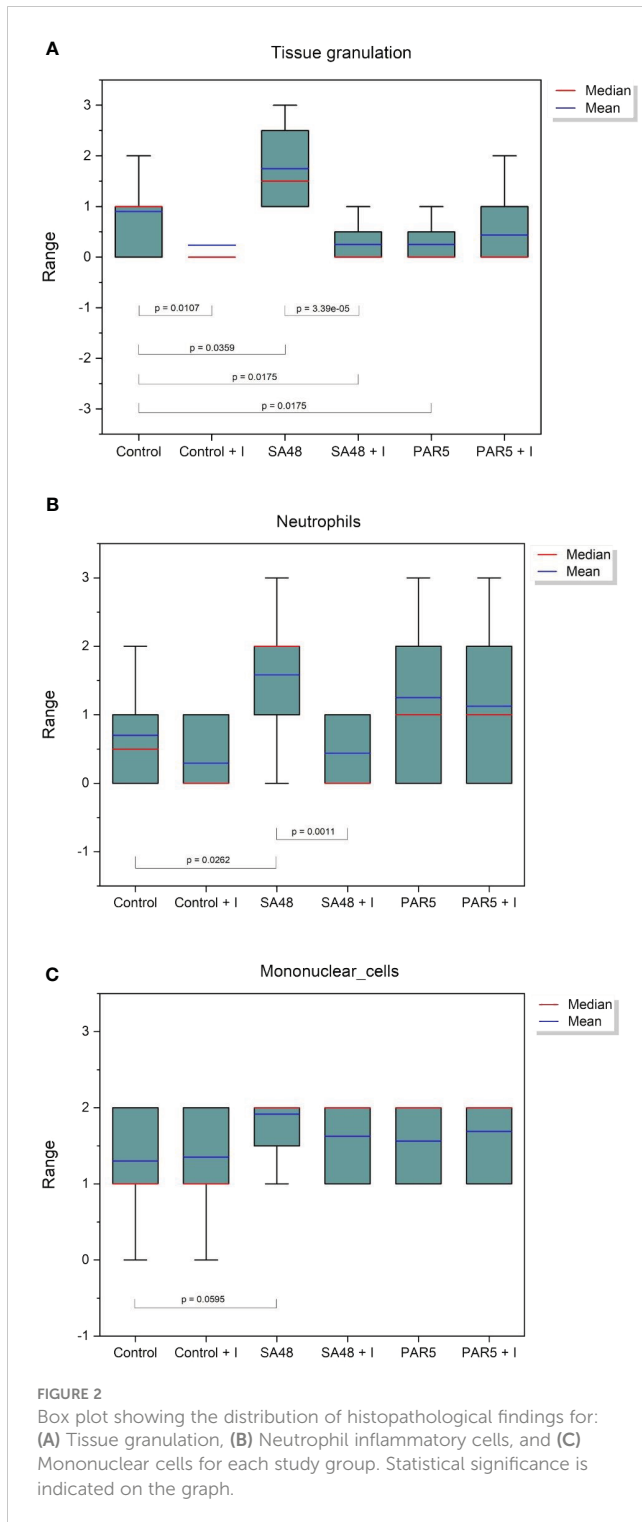 A
Tissue granulation
Median
Mean
3
2
1
0
-1
-2
-3
Range
p = 0.0107
p = 3.39e-05
p = 0.0359
p = 0.0175
p = 0.0175
Control Control + I SA48 SA48 + I PAR5 PAR5 + I
B
Neutrophils
Median
Mean
3
2
1
0
-1
Range
p = 0.0011
p = 0.0262
Control Control + I SA48 SA48 + I PAR5 PAR5 + I
C
Mononuclear_cells
Median
Mean
3
2
1
0
-1
Range
p = 0.0595
Control Control + I SA48 SA48 + I PAR5 PAR5 + I
FIGURE 2
Box plot showing the distribution of histopathological findings for:
(A) Tissue granulation, (B) Neutrophil inflammatory cells, and (C)
Mononuclear cells for each study group. Statistical significance is
indicated on the graph.